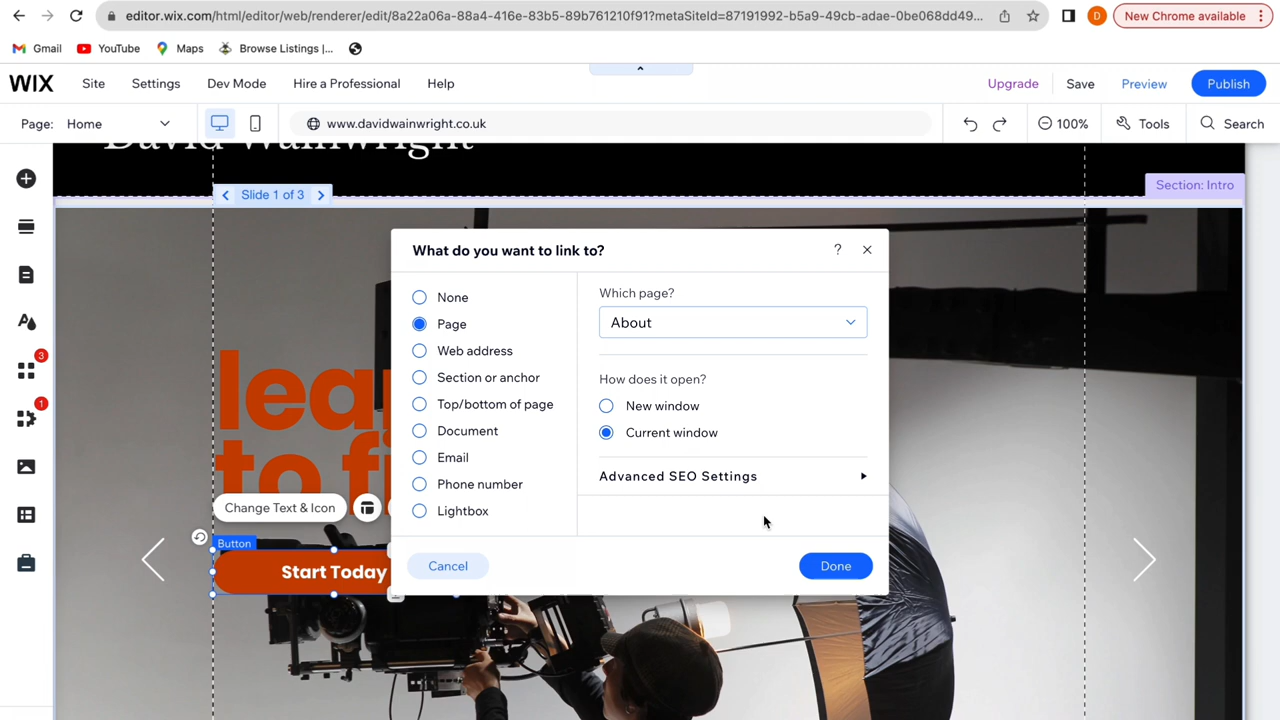 editor.wix.com/html/editor/web/renderer/edit/8a22a06a-88a4-416e-83b5-89b761210f91?metaSiteId=87191992-b5a9-49cb-adae-0be068dd49...
D
New Chrome available
Gmail
YouTube
Maps
Browse Listings |...
WIX
Site
Settings
Dev Mode
Hire a Professional
Help
Upgrade
Save
Preview
Publish
Page: Home
www.davidwainwright.co.uk
100%
Tools
Search
David Wainwright
Slide 1 of 3
Section: Intro
What do you want to link to?
?
None
Page
Web address
Section or anchor
Top/bottom of page
Document
Email
Phone number
Lightbox
Which page?
About
How does it open?
New window
Current window
Advanced SEO Settings
Cancel
Done
3
1
lea
to fi
Change Text & Icon
Button
Start Today